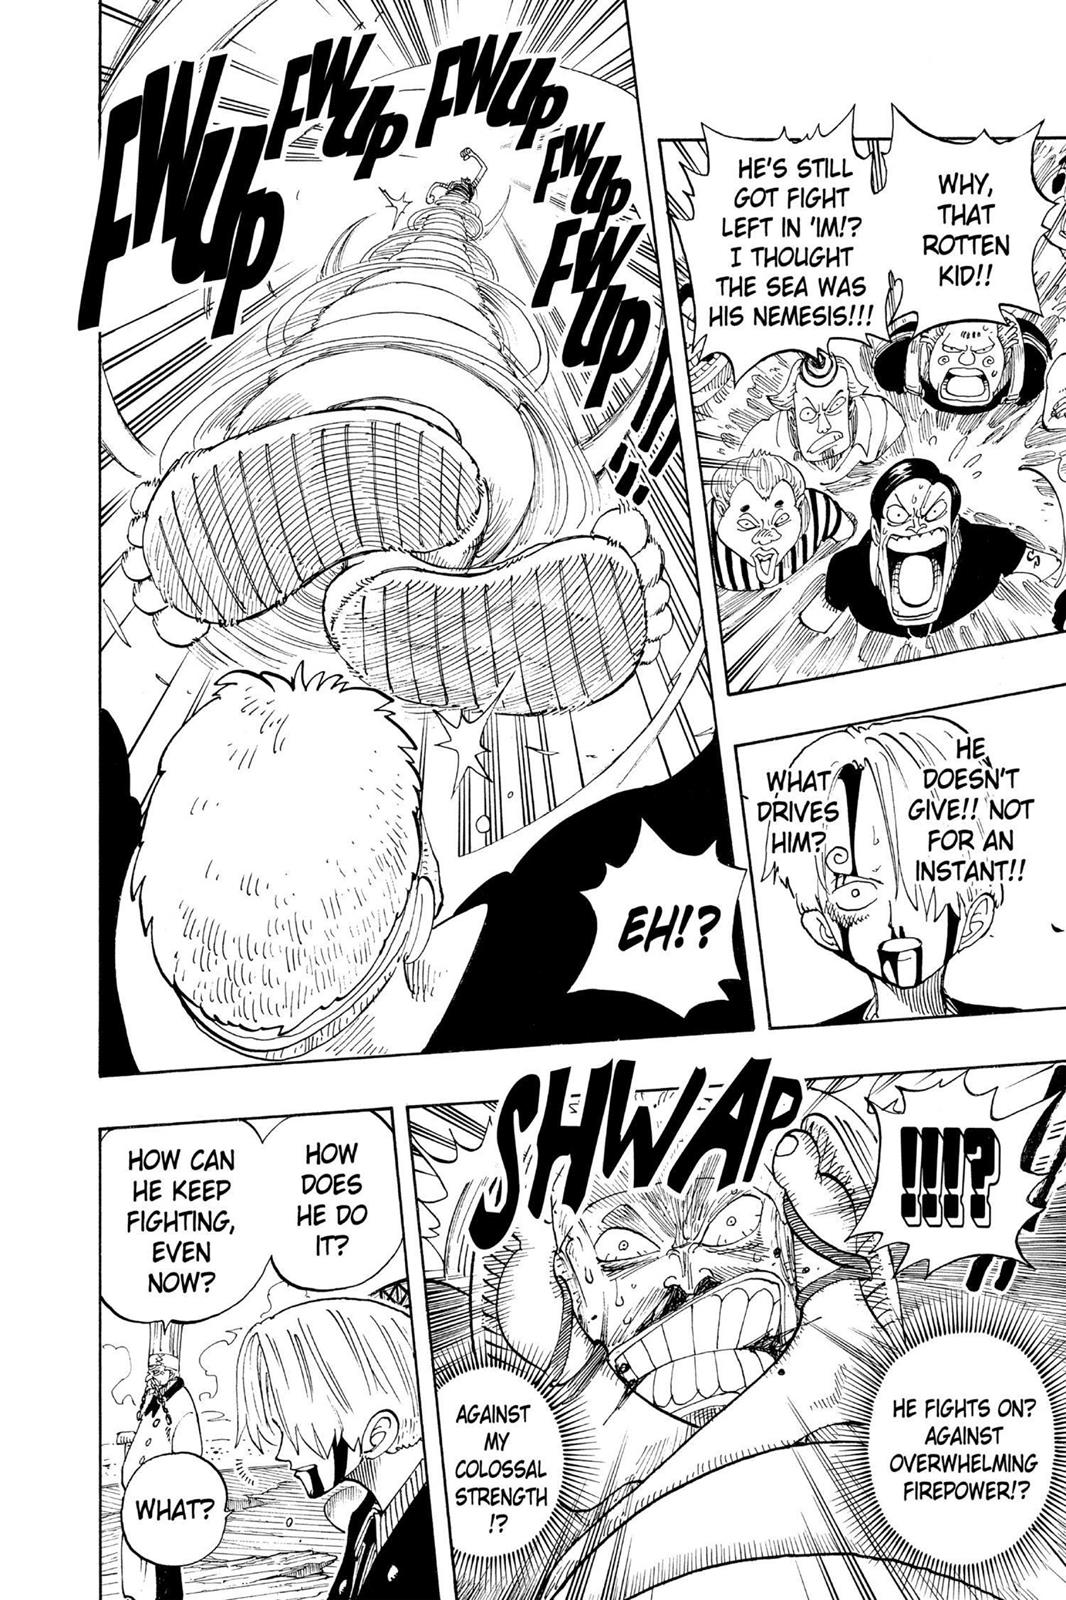 WHY,
THAT
ROTTEN
KID!!
HE'S STILL
GOT FIGHT
LEFT IN 'IM!?
I THOUGHT
THE SEA WAS
HIS NEMESIS!!!
HE
DOESN'T
GIVE!! NOT
FOR AN
INSTANT!!
WHAT
DRIVES
HIM?
FWUP
FWUP
FWUP
FWUP
FWUP
!!!!!
EH!?
SHWAP
!!!!?
HE FIGHTS ON?
AGAINST
OVERWHELMING
FIREPOWER!?
AGAINST
MY
COLOSSAL
STRENGTH
!?
HOW
DOES
HE DO
IT?
HOW CAN
HE KEEP
FIGHTING,
EVEN
NOW?
WHAT?